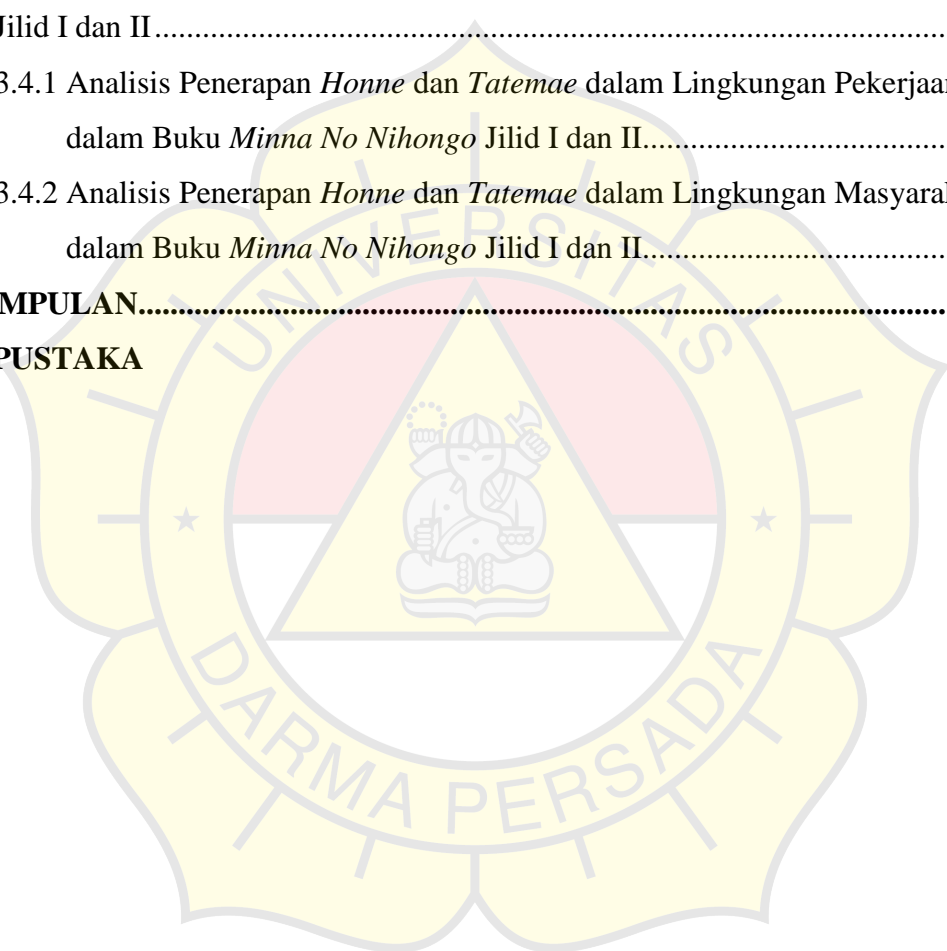 Jilid I dan II........................................................................................................
3.4.1 Analisis Penerapan Honne dan Tatemae dalam Lingkungan Pekerjaan
dalam Buku Minna No Nihongo Jilid I dan II.....................................
3.4.2 Analisis Penerapan Honne dan Tatemae dalam Lingkungan
dalam Buku Minna No Nihongo Jilid I dan II.....................................
MPULAN....................................................................................................
PUSTAKA
UNIVERSITAS
DARMA PERSADA